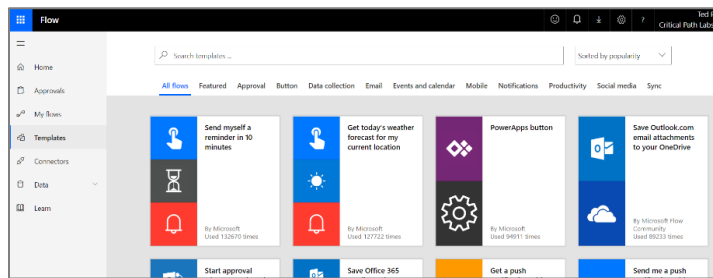 Flow
?
Ted
Critical Path Labs
Search templates ...
Sorted by popularity
Home
Approvals
My flows
Templates
Connectors
Data
Learn
All flows Featured Approval Button Data collection Email Events and calendar Mobile Notifications Productivity Social media Sync
Send myself a
reminder in 10
minutes
By Microsoft
Used 132670 times
Get today's weather
forecast for my
current location
By Microsoft
Used 127722 times
PowerApps button
By Microsoft
Used 94911 times
Save Outlook.com
email attachments
to your OneDrive
By Microsoft Flow
Community
Used 89233 times
Start approval
Save Office 365
Get a push
Send me a push